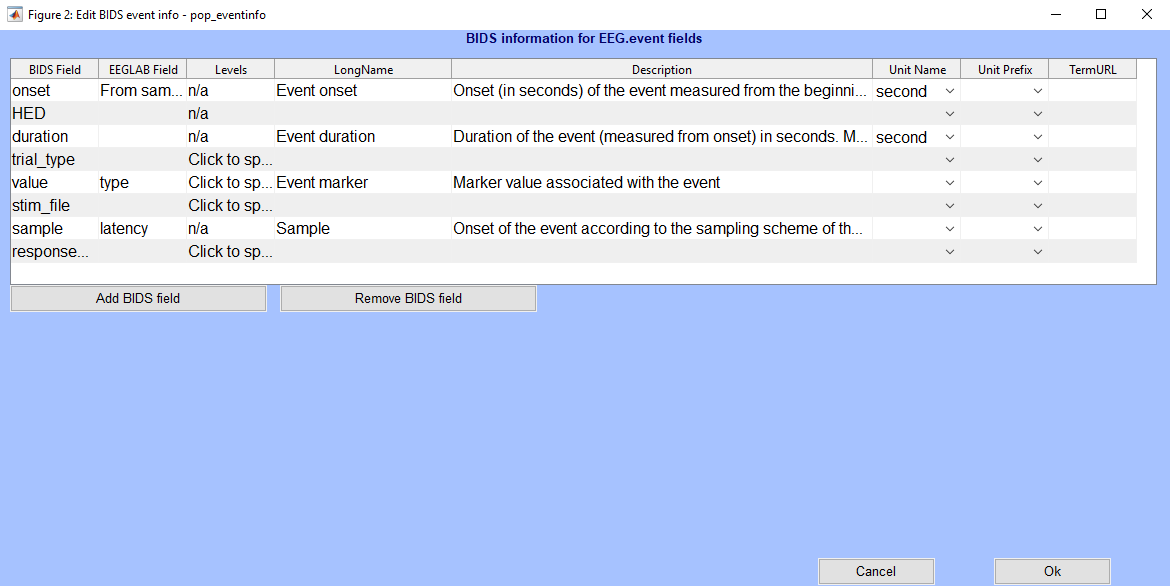 Figure 2: Edit BIDS event info - pop_eventinfo
BIDS information for EEG.event fields
BIDS Field EEGLAB Field Levels LongName Description Unit Name Unit Prefix TermURL
onset From sam... n/a Event onset Onset (in seconds) of the event measured from the beginni... second
HED n/a
duration n/a Event duration Duration of the event (measured from onset) in seconds. M... second
trial_type Click to sp...
value type Click to sp... Event marker Marker value associated with the event
stim_file Click to sp...
sample latency n/a Sample Onset of the event according to the sampling scheme of th...
response... Click to sp...
Add BIDS field Remove BIDS field
Cancel Ok